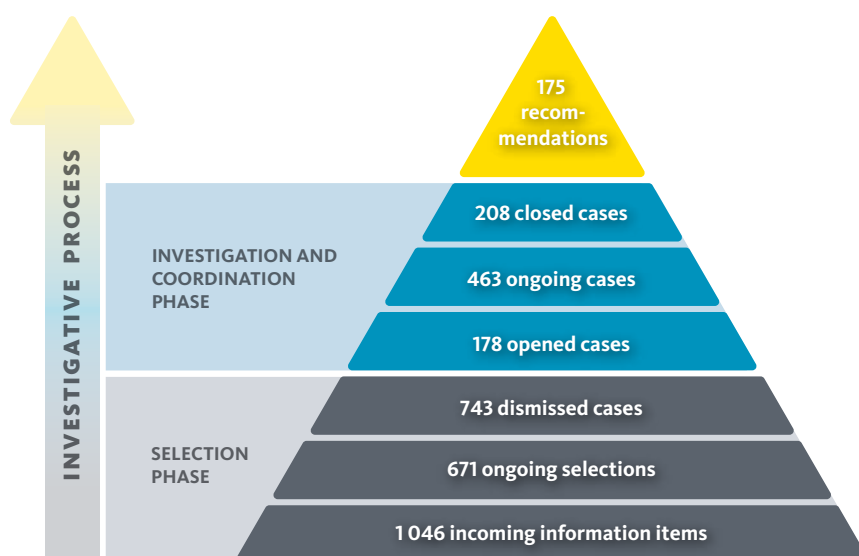 175
recom-
mendations
INVESTIGATIVE PROCESS
INVESTIGATION AND
COORDINATION
PHASE
208 closed cases
463 ongoing cases
178 opened cases
SELECTION
PHASE
743 dismissed cases
671 ongoing selections
1 046 incoming information items